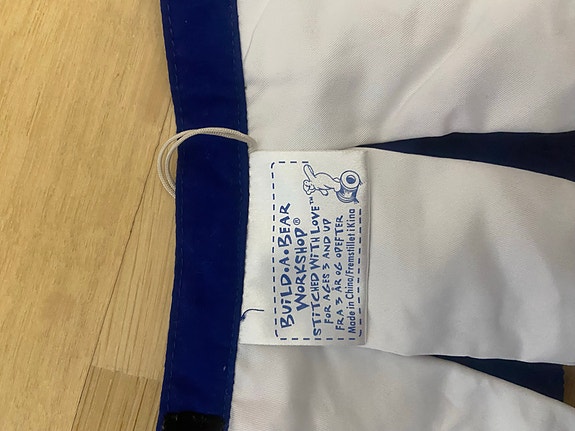 BUiLD•A•BEAR
WORKSHOP®
STiTCHED WiTH LOVE™
FOR AGES 3 AND UP
FRA 3 ÅR OG OPEFTER
Made in China/Fremstillet i Kina